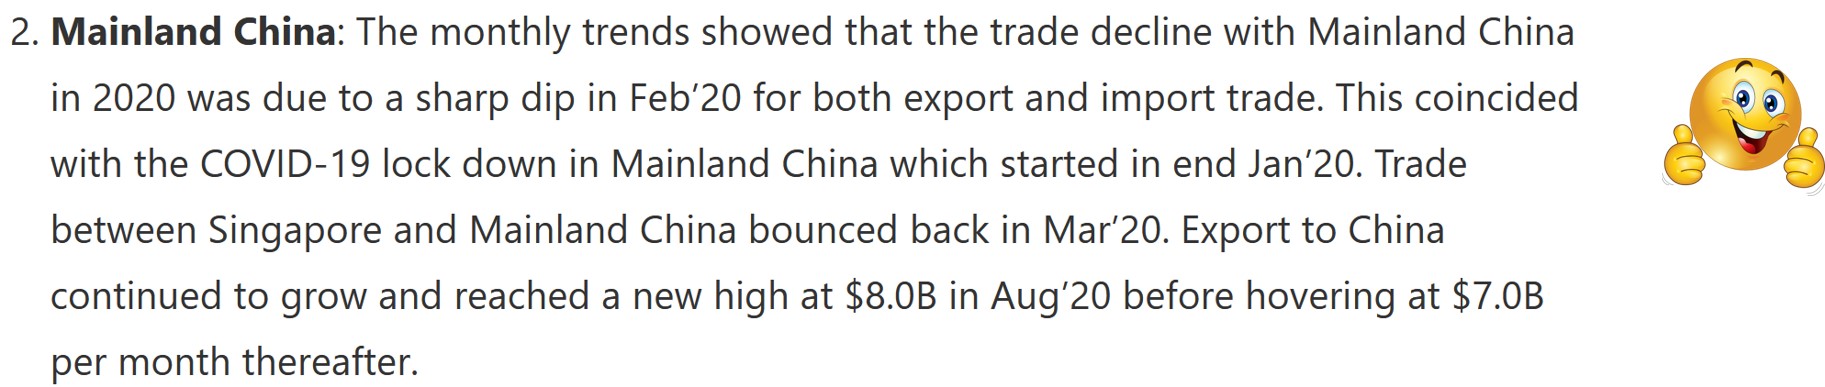 2. Mainland China: The monthly trends showed that the trade decline with Mainland China
in 2020 was due to a sharp dip in Feb'20 for both export and import trade. This coincided
with the COVID-19 lock down in Mainland China which started in end Jan'20. Trade
between Singapore and Mainland China bounced back in Mar'20. Export to China
continued to grow and reached a new high at $8.0B in Aug'20 before hovering at $7.0B
per month thereafter.